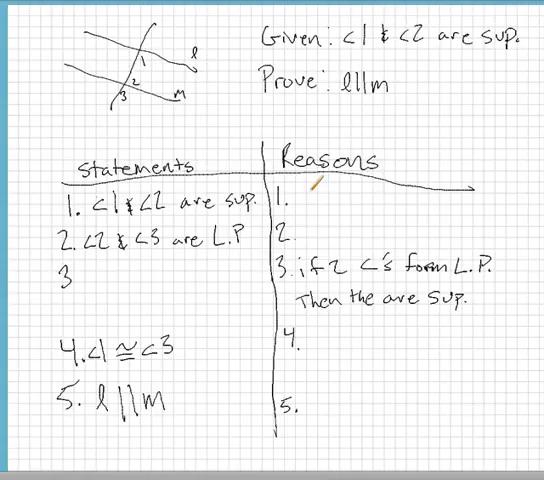 Given: <1 & <2 are sup.
Prove: l||m
l
1
2
3
m
Statements
Reasons
1. <1 & <2 are sup.
1.
2. <2 & <3 are L.P
2.
3
3. if 2 <'s form L.P.
Then the are sup.
4. <1 ≅ <3
4.
5. l||m
5.